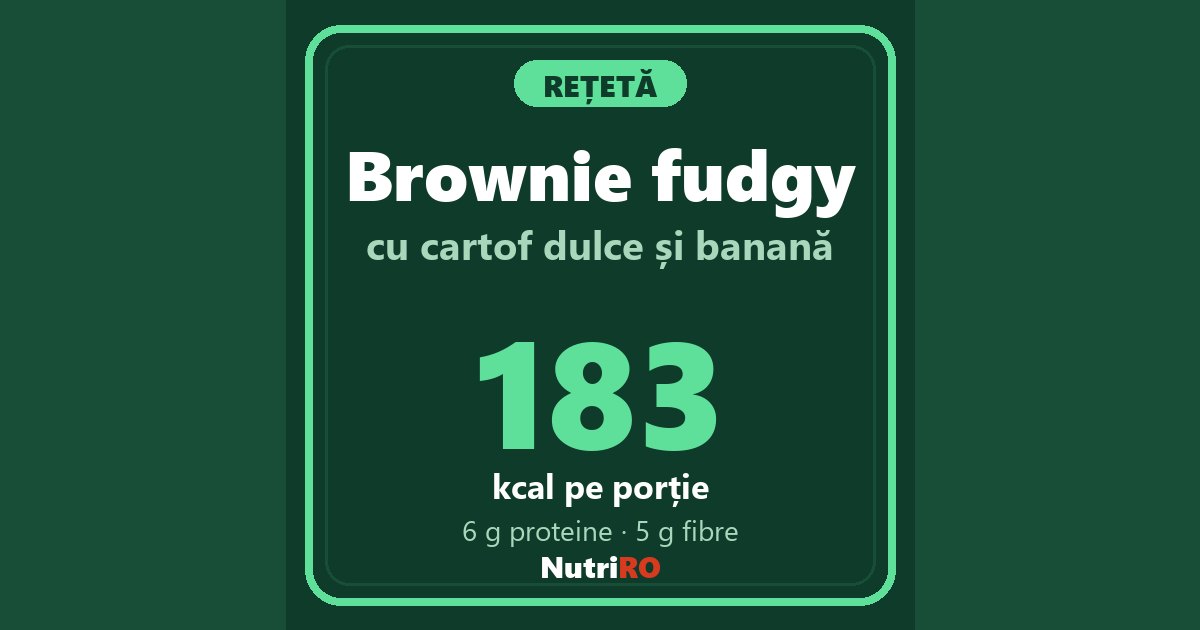 REȚETĂ
Brownie fudgy
cu cartof dulce și banană
183
kcal pe porție
6 g proteine · 5 g fibre
NutriRO